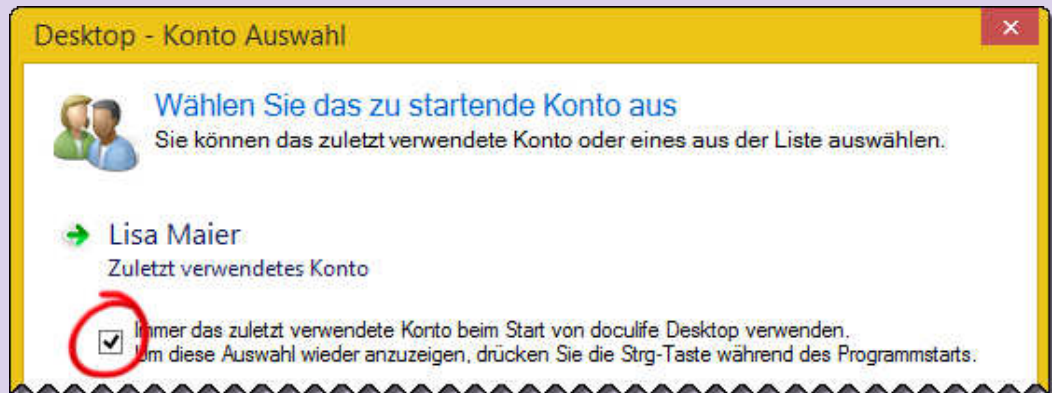 Desktop - Konto Auswahl
Wählen Sie das zu startende Konto aus
Sie können das zuletzt verwendete Konto oder eines aus der Liste auswählen.
Lisa Maier
Zuletzt verwendetes Konto
Immer das zuletzt verwendete Konto beim Start von doculife Desktop verwenden.
Um diese Auswahl wieder anzuzeigen, drücken Sie die Strg-Taste während des Programmstarts.